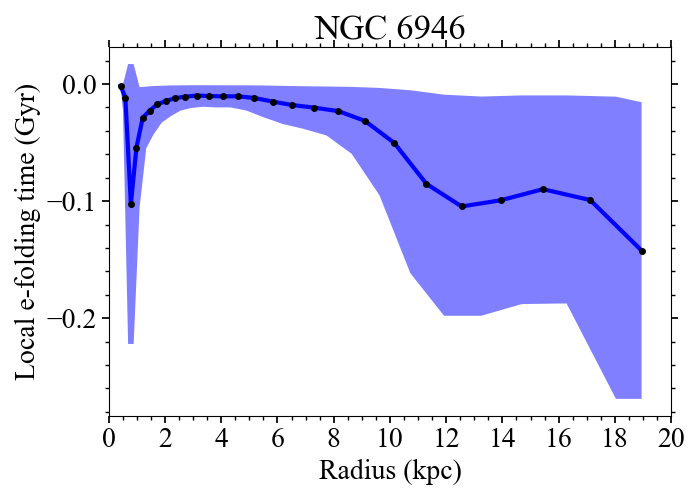 NGC 6946
Local e-folding time (Gyr)
0.0
−0.1
−0.2
0 2 4 6 8 10 12 14 16 18 20
Radius (kpc)